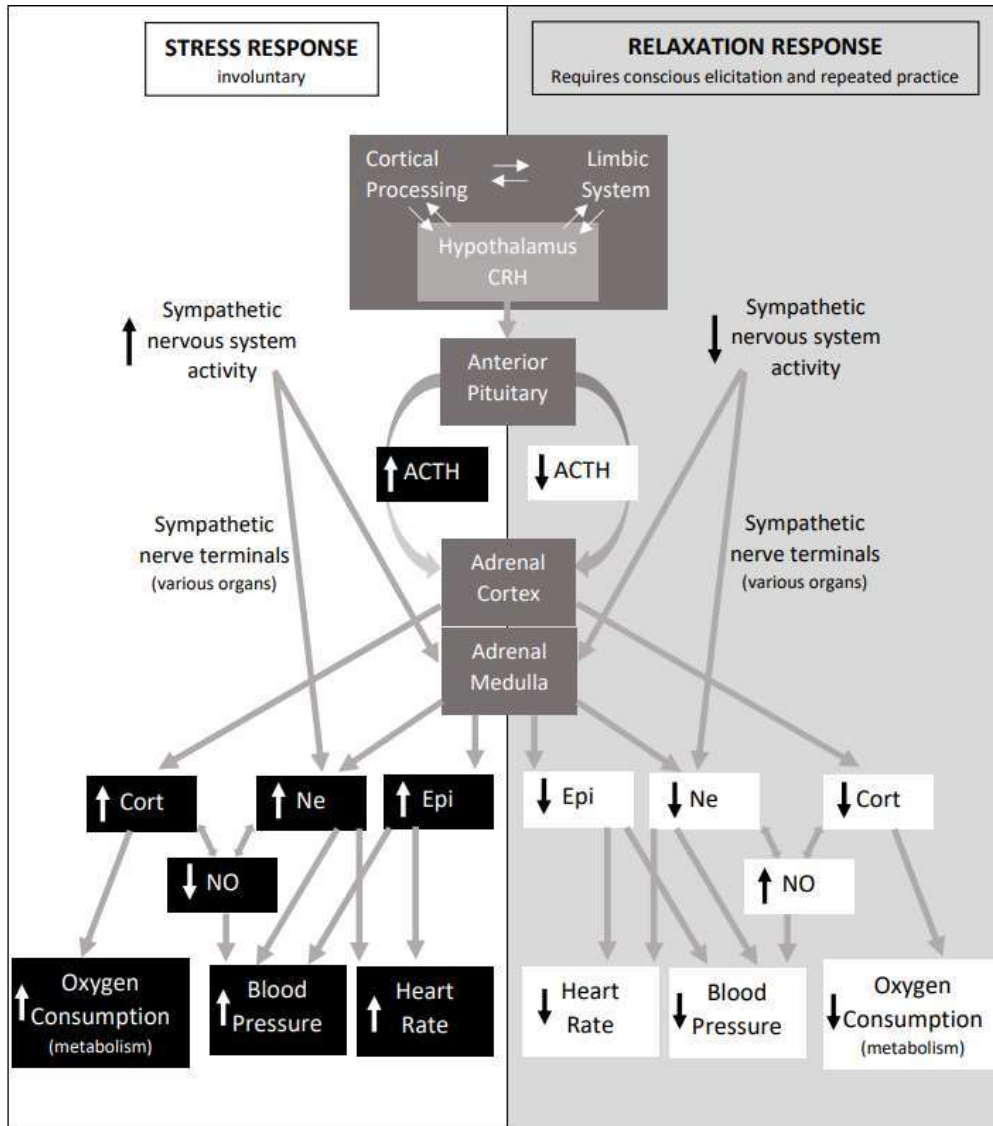 STRESS RESPONSE
involuntary
RELAXATION RESPONSE
Requires conscious elicitation and repeated practice
Cortical
Processing
Limbic
System
Hypothalamus
CRH
Sympathetic
nervous system
activity
Sympathetic
nervous system
activity
Anterior
Pituitary
ACTH
ACTH
Sympathetic
nerve terminals
(various organs)
Sympathetic
nerve terminals
(various organs)
Adrenal
Cortex
Adrenal
Medulla
Cort
Ne
Epi
Epi
Ne
Cort
NO
NO
Oxygen
Consumption
(metabolism)
Blood
Pressure
Heart
Rate
Heart
Rate
Blood
Pressure
Oxygen
Consumption
(metabolism)